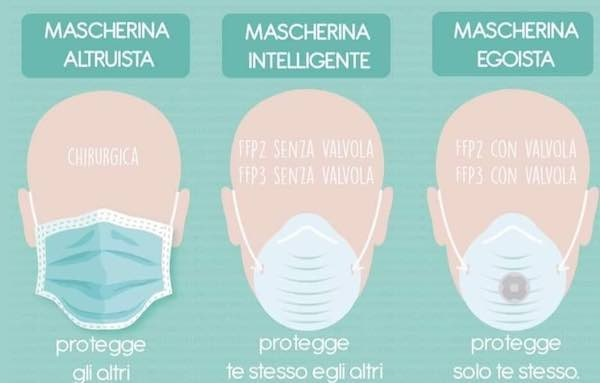 MASCHERINA
ALTRUISTA
CHIRURGICA
protegge
gli altri
MASCHERINA
INTELLIGENTE
FFP2 SENZA VALVOLA
FFP3 SENZA VALVOLA
protegge
te stesso egli altri
MASCHERINA
EGOISTA
FFP2 CON VALVOLA
FFP3 CON VALVOLA
protegge
solo te stesso.